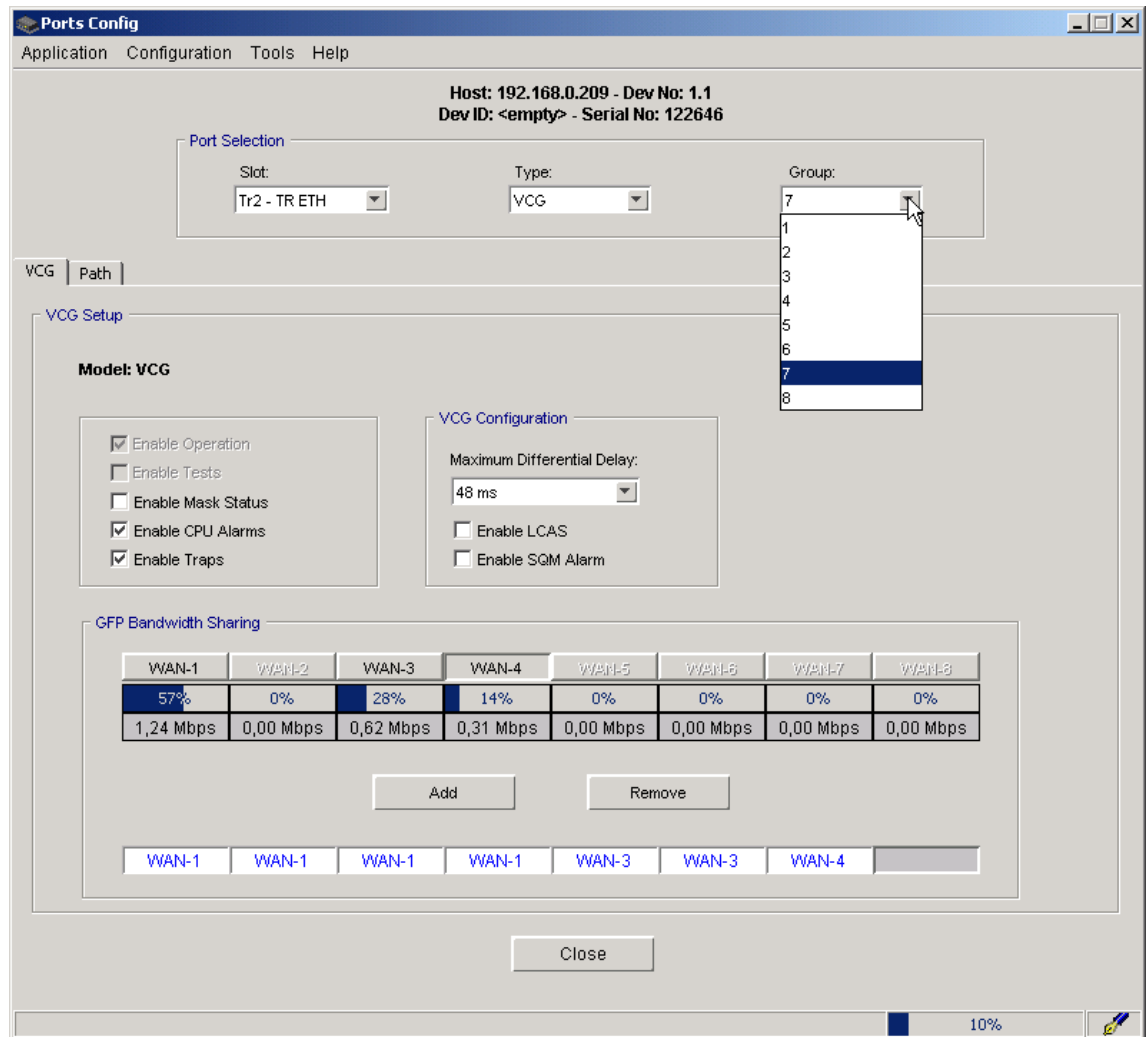 Ports Config
Application Configuration Tools Help
Host: 192.168.0.209 - Dev No: 1.1
Dev ID: <empty> - Serial No: 122646
Port Selection
Slot: Type: Group:
Tr2 - TR ETH VCG 7
1
2
3
4
5
6
7
8
VCG Path
VCG Setup
Model: VCG
Enable Operation
Enable Tests
Enable Mask Status
Enable CPU Alarms
Enable Traps
VCG Configuration
Maximum Differential Delay:
48 ms
Enable LCAS
Enable SQM Alarm
GFP Bandwidth Sharing
WAN-1 WAN-2 WAN-3 WAN-4 WAN-5 WAN-6 WAN-7 WAN-8
57% 0% 28% 14% 0% 0% 0% 0%
1,24 Mbps 0,00 Mbps 0,62 Mbps 0,31 Mbps 0,00 Mbps 0,00 Mbps 0,00 Mbps 0,00 Mbps
Add Remove
WAN-1 WAN-1 WAN-1 WAN-1 WAN-3 WAN-3 WAN-4
Close
10%